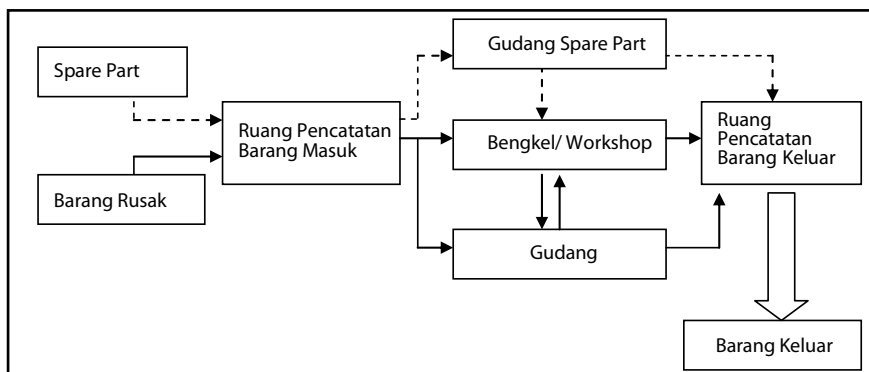 Spare Part
Barang Rusak
Ruang Pencatatan
Barang Masuk
Gudang Spare Part
Bengkel/ Workshop
Gudang
Ruang
Pencatatan
Barang Keluar
Barang Keluar